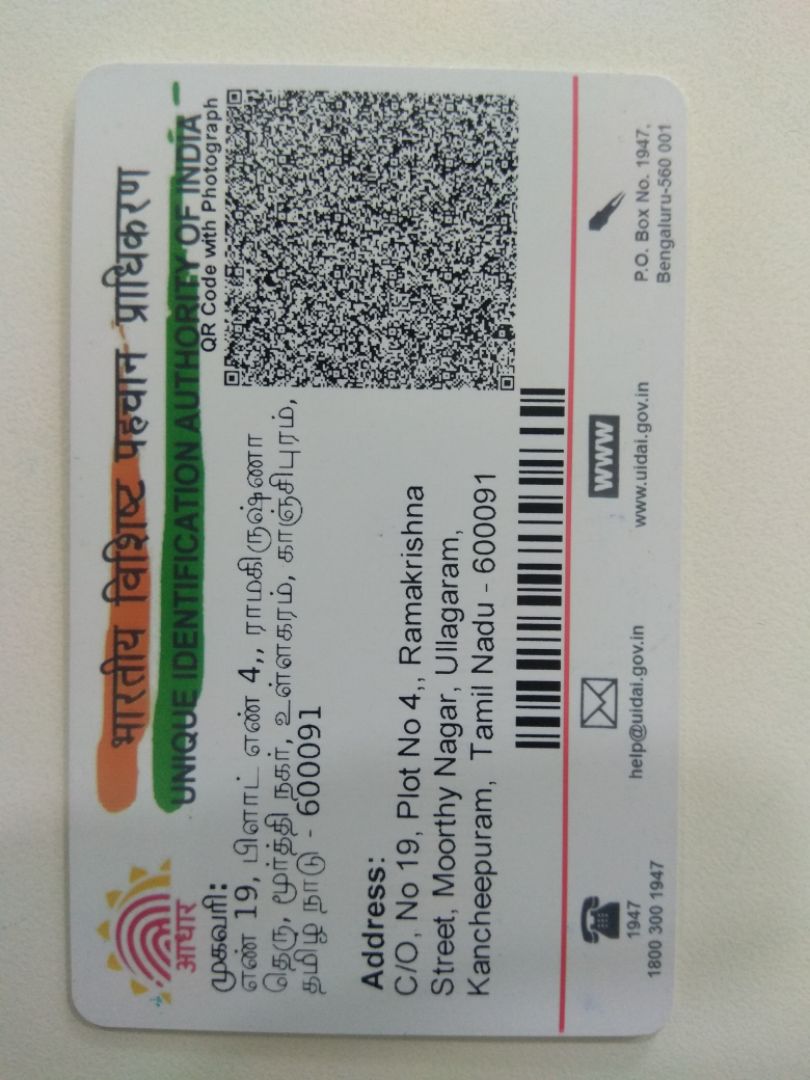 भारतीय विशिष्ट पहचान प्राधिकरण
UNIQUE IDENTIFICATION AUTHORITY OF INDIA
QR Code with Photograph
आधार
முகவரி:
எண் 19, பிளாட் எண் 4,, ராமகிருஷ்ணா
தெரு, மூர்த்தி நகர், உள்ளகரம், காஞ்சிபுரம்,
தமிழ் நாடு - 600091
Address:
C/O, No 19, Plot No 4,, Ramakrishna
Street, Moorthy Nagar, Ullagaram,
Kancheepuram, Tamil Nadu - 600091
1947
1800 300 1947
help@uidai.gov.in
www
www.uidai.gov.in
P.O. Box No. 1947,
Bengaluru-560 001